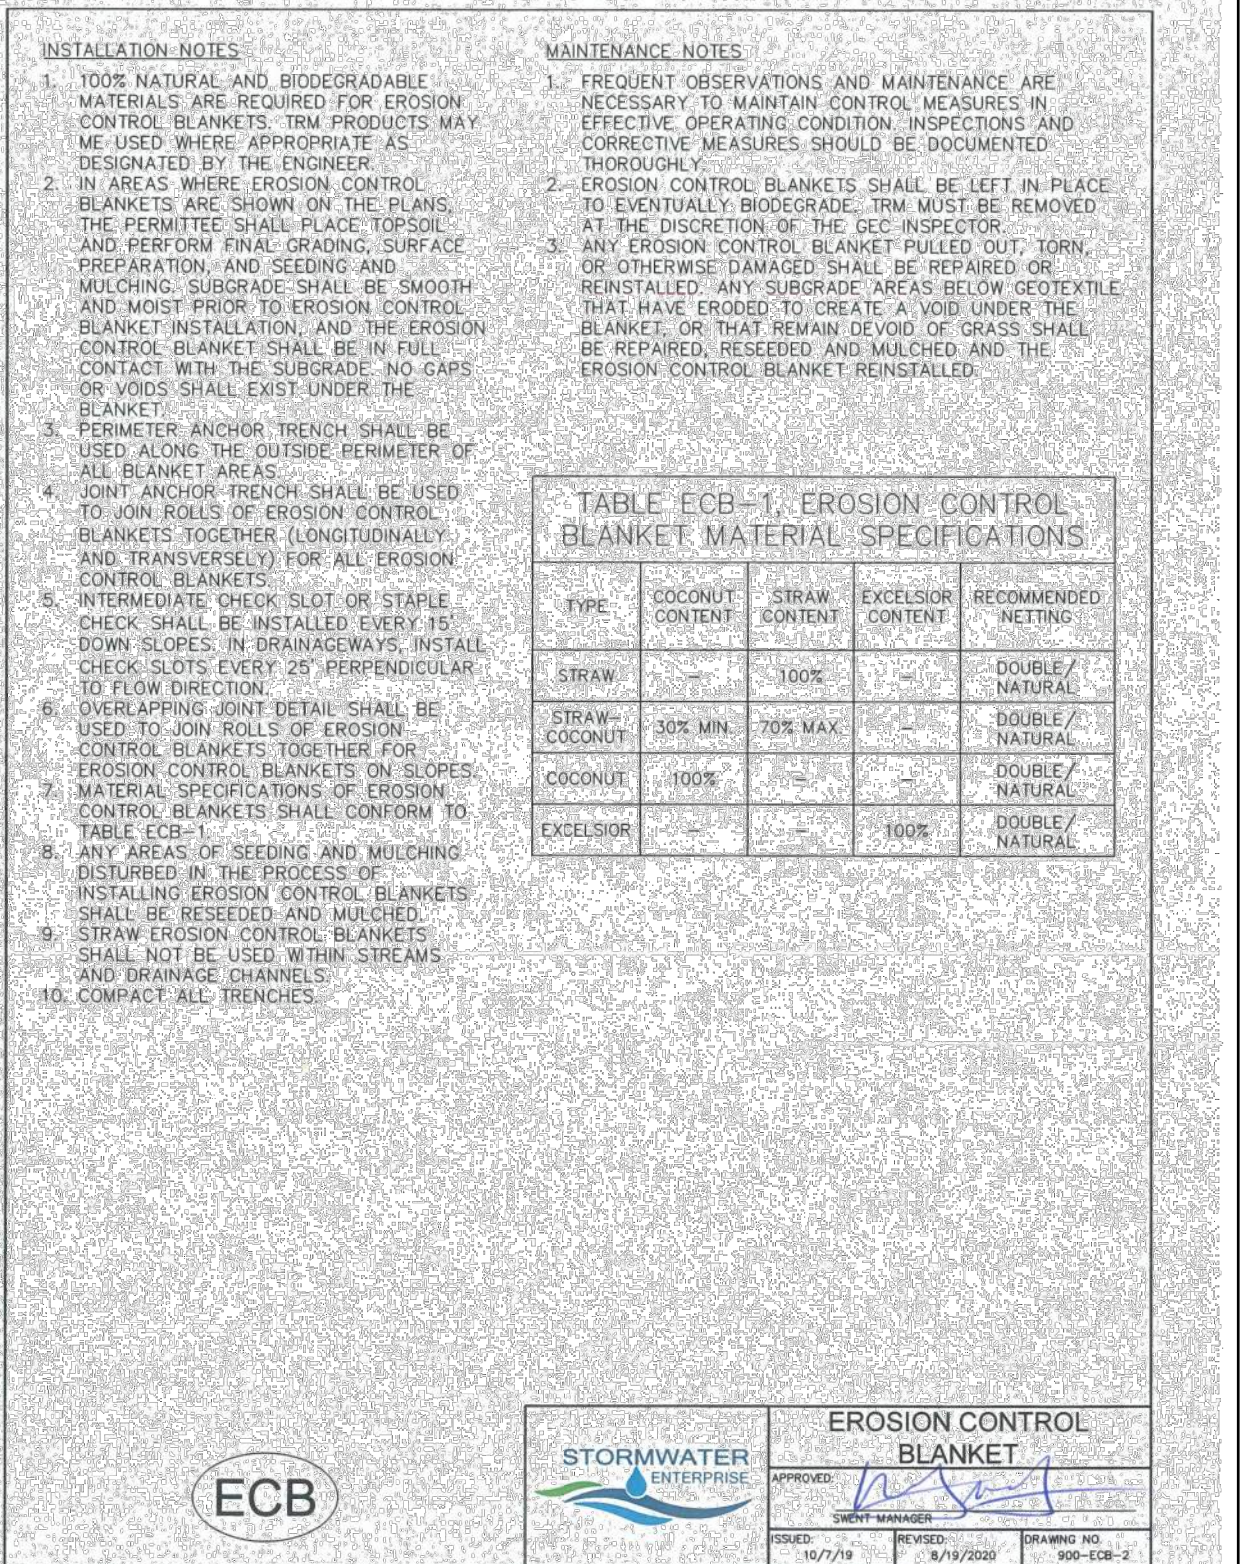 INSTALLATION NOTES
1. 100% NATURAL AND BIODEGRADABLE
MATERIALS ARE REQUIRED FOR EROSION
CONTROL BLANKETS. TRM PRODUCTS MAY
ME USED WHERE APPROPRIATE AS
DESIGNATED BY THE ENGINEER.
2. IN AREAS WHERE EROSION CONTROL
BLANKETS ARE SHOWN ON THE PLANS,
THE PERMITTEE SHALL PLACE TOPSOIL
AND PERFORM FINAL GRADING, SURFACE
PREPARATION, AND SEEDING AND
MULCHING. SUBGRADE SHALL BE SMOOTH
AND MOIST PRIOR TO EROSION CONTROL
BLANKET INSTALLATION, AND THE EROSION
CONTROL BLANKET SHALL BE IN FULL
CONTACT WITH THE SUBGRADE. NO GAPS
OR VOIDS SHALL EXIST UNDER THE
BLANKET.
3. PERIMETER ANCHOR TRENCH SHALL BE
USED ALONG THE OUTSIDE PERIMETER OF
ALL BLANKET AREAS.
4. JOINT ANCHOR TRENCH SHALL BE USED
TO JOIN ROLLS OF EROSION CONTROL
BLANKETS TOGETHER (LONGITUDINALLY
AND TRANSVERSELY) FOR ALL EROSION
CONTROL BLANKETS.
5. INTERMEDIATE CHECK SLOT OR STAPLE
CHECK SHALL BE INSTALLED EVERY 15'
DOWN SLOPES. IN DRAINAGEWAYS, INSTALL
CHECK SLOTS EVERY 25' PERPENDICULAR
TO FLOW DIRECTION.
6. OVERLAPPING JOINT DETAIL SHALL BE
USED TO JOIN ROLLS OF EROSION
CONTROL BLANKETS TOGETHER FOR
EROSION CONTROL BLANKETS ON SLOPES.
7. MATERIAL SPECIFICATIONS OF EROSION
CONTROL BLANKETS SHALL CONFORM TO
TABLE ECB-1.
8. ANY AREAS OF SEEDING AND MULCHING
DISTURBED IN THE PROCESS OF
INSTALLING EROSION CONTROL BLANKETS
SHALL BE RESEEDED AND MULCHED.
9. STRAW EROSION CONTROL BLANKETS
SHALL NOT BE USED WITHIN STREAMS
AND DRAINAGE CHANNELS.
10. COMPACT ALL TRENCHES.
MAINTENANCE NOTES
1. FREQUENT OBSERVATIONS AND MAINTENANCE ARE
NECESSARY TO MAINTAIN CONTROL MEASURES IN
EFFECTIVE OPERATING CONDITION. INSPECTIONS AND
CORRECTIVE MEASURES SHOULD BE DOCUMENTED
THOROUGHLY.
2. EROSION CONTROL BLANKETS SHALL BE LEFT IN PLACE
TO EVENTUALLY BIODEGRADE. TRM MUST BE REMOVED
AT THE DISCRETION OF THE GEC INSPECTOR.
3. ANY EROSION CONTROL BLANKET PULLED OUT, TORN,
OR OTHERWISE DAMAGED SHALL BE REPAIRED OR
REINSTALLED. ANY SUBGRADE AREAS BELOW GEOTEXTILE
THAT HAVE ERODED TO CREATE A VOID UNDER THE
BLANKET, OR THAT REMAIN DEVOID OF GRASS SHALL
BE REPAIRED, RESEEDED AND MULCHED AND THE
EROSION CONTROL BLANKET REINSTALLED.
TABLE ECB-1, EROSION CONTROL
BLANKET MATERIAL SPECIFICATIONS
TYPE COCONUT CONTENT STRAW CONTENT EXCELSIOR CONTENT RECOMMENDED NETTING
STRAW – 100% – DOUBLE/ NATURAL
STRAW-COCONUT 30% MIN. 70% MAX. – DOUBLE/ NATURAL
COCONUT 100% – – DOUBLE/ NATURAL
EXCELSIOR – – 100% DOUBLE/ NATURAL
ECB
STORMWATER
ENTERPRISE
EROSION CONTROL
BLANKET
APPROVED:
SWENT MANAGER
ISSUED: REVISED: DRAWING NO.
10/7/19 8/19/2020 900-ECB-2